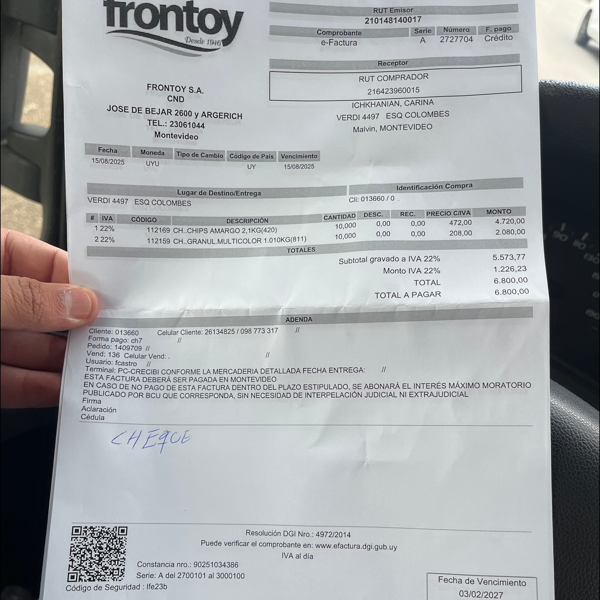 frontoy
Desde 1946
RUT Emisor
210148140017
Comprobante Serie Número F. pago
e-Factura A 2727704 Crédito
Receptor
RUT COMPRADOR
216423960015
ICHKHANIAN, CARINA
VERDI 4497 ESQ COLOMBES
Malvin, MONTEVIDEO
FRONTOY S.A.
CND
JOSE DE BEJAR 2600 y ARGERICH
TEL.: 23061044
Montevideo
Fecha Moneda Tipo de Cambio Código de País Vencimiento
15/08/2025 UYU UY 15/08/2025
Lugar de Destino/Entrega Identificación Compra
VERDI 4497 ESQ COLOMBES Cli: 013660 / 0 .
# IVA CÓDIGO DESCRIPCIÓN CANTIDAD DESC. REC. PRECIO C/IVA MONTO
1 22% 112169 CH..CHIPS AMARGO 2,1KG(420) 10,000 0,00 0,00 472,00 4.720,00
2 22% 112159 CH..GRANUL.MULTICOLOR 1.010KG(811) 10,000 0,00 0,00 208,00 2.080,00
TOTALES
Subtotal gravado a IVA 22% 5.573,77
Monto IVA 22% 1.226,23
TOTAL 6.800,00
TOTAL A PAGAR 6.800,00
ADENDA
Cliente: 013660 Celular Cliente: 26134825 / 098 773 317 //
Forma pago: ch7 //
Pedido: 1409709 //
Vend: 136 Celular Vend: . //
Usuario: fcastro //
Terminal: PC-CRECIBI CONFORME LA MERCADERIA DETALLADA FECHA ENTREGA: //
ESTA FACTURA DEBERÁ SER PAGADA EN MONTEVIDEO
EN CASO DE NO PAGO DE ESTA FACTURA DENTRO DEL PLAZO ESTIPULADO, SE ABONARÁ EL INTERÉS MÁXIMO MORATORIO
PUBLICADO POR BCU QUE CORRESPONDA, SIN NECESIDAD DE INTERPELACIÓN JUDICIAL NI EXTRAJUDICIAL
Firma
Aclaración
Cédula
CHEQUE
Resolución DGI Nro.: 4972/2014
Puede verificar el comprobante en: www.efactura.dgi.gub.uy
IVA al día
Constancia nro.: 90251034386
Serie: A del 2700101 al 3000100
Código de Seguridad : Ife23b
Fecha de Vencimiento
03/02/2027